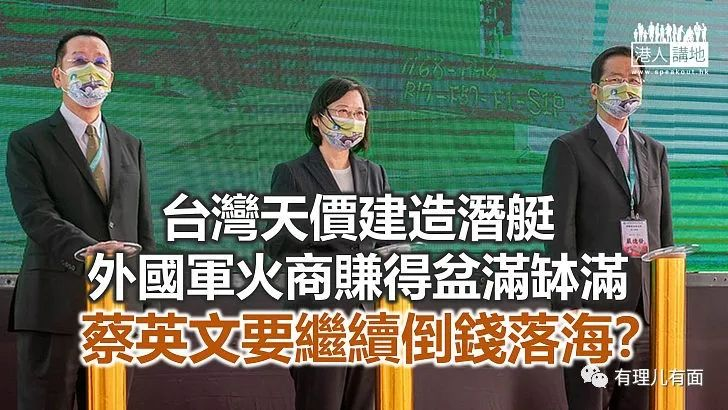 港人講地
www.speakout.hk
1168-1FA4
台灣天價建造潛艇
外國軍火商賺得盆滿缽滿
蔡英文要繼續倒錢落海?
有理儿有面